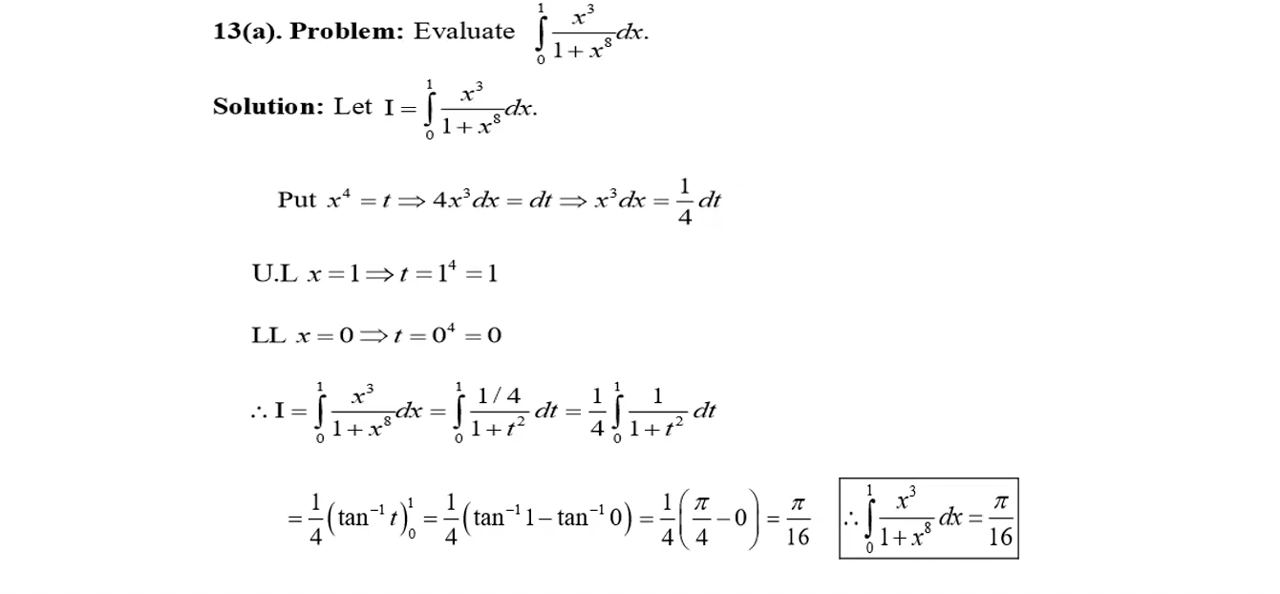 13(a). Problem: Evaluate ∫₀¹ x³/(1 + x⁸) dx.
Solution: Let I = ∫₀¹ x³/(1 + x⁸) dx.
Put x⁴ = t ⇒ 4x³dx = dt ⇒ x³dx = 1/4 dt
U.L x = 1 ⇒ t = 1⁴ = 1
LL x = 0 ⇒ t = 0⁴ = 0
∴ I = ∫₀¹ x³/(1 + x⁸) dx = ∫₀¹ (1/4)/(1 + t²) dt = 1/4 ∫₀¹ 1/(1 + t²) dt
= 1/4 (tan⁻¹ t)₀¹ = 1/4 (tan⁻¹ 1 − tan⁻¹ 0) = 1/4 (π/4 − 0) = π/16 ∴ ∫₀¹ x³/(1 + x⁸) dx = π/16